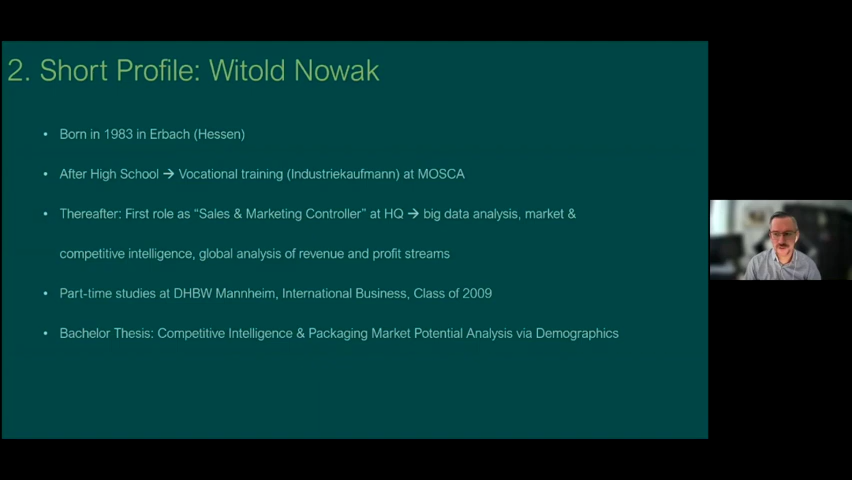 2. Short Profile: Witold Nowak
• Born in 1983 in Erbach (Hessen)
• After High School → Vocational training (Industriekaufmann) at MOSCA
• Thereafter: First role as “Sales & Marketing Controller” at HQ → big data analysis, market &
competitive intelligence, global analysis of revenue and profit streams
• Part-time studies at DHBW Mannheim, International Business, Class of 2009
• Bachelor Thesis: Competitive Intelligence & Packaging Market Potential Analysis via Demographics